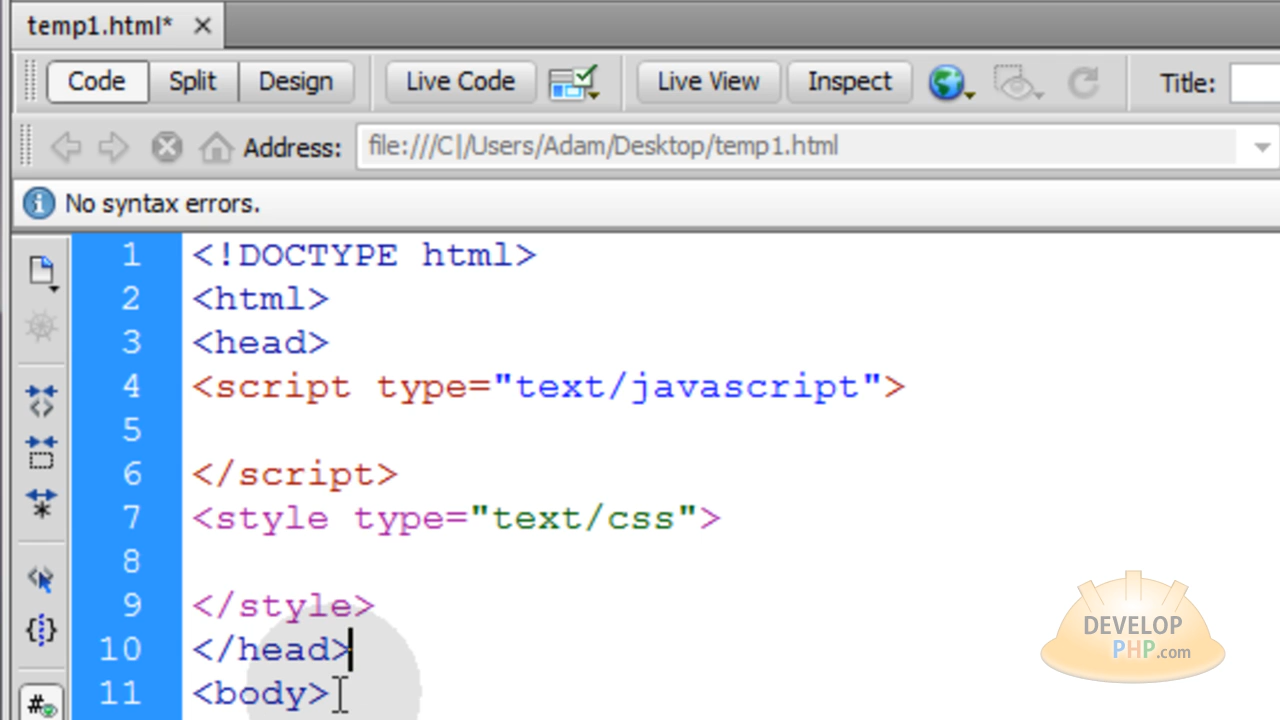 temp1.html*
Code Split Design Live Code Live View Inspect Title:
Address: file:///C|/Users/Adam/Desktop/temp1.html
No syntax errors.
1 <!DOCTYPE html>
2 <html>
3 <head>
4 <script type="text/javascript">
5
6 </script>
7 <style type="text/css">
8
9 </style>
10 </head>
11 <body>
DEVELOP
PHP.com